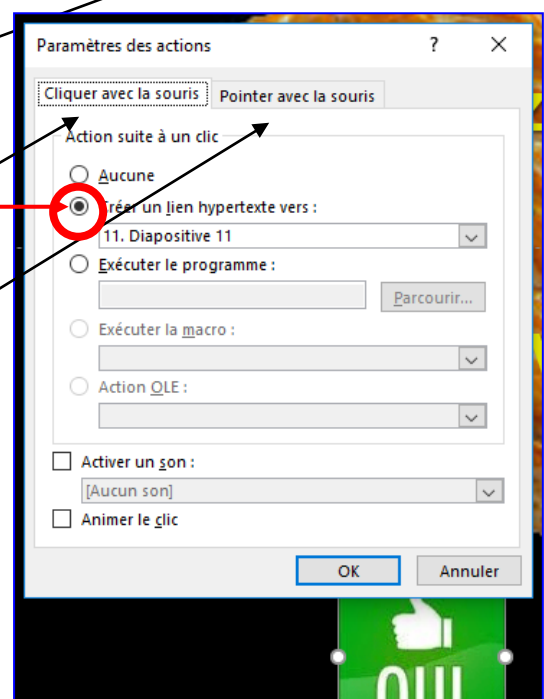 Paramètres des actions ? ×
Cliquer avec la souris Pointer avec la souris
Action suite à un clic
Aucune
Créer un lien hypertexte vers :
11. Diapositive 11
Exécuter le programme :
Parcourir...
Exécuter la macro :
Action OLE :
Activer un son :
[Aucun son]
Animer le clic
OK Annuler
OUI